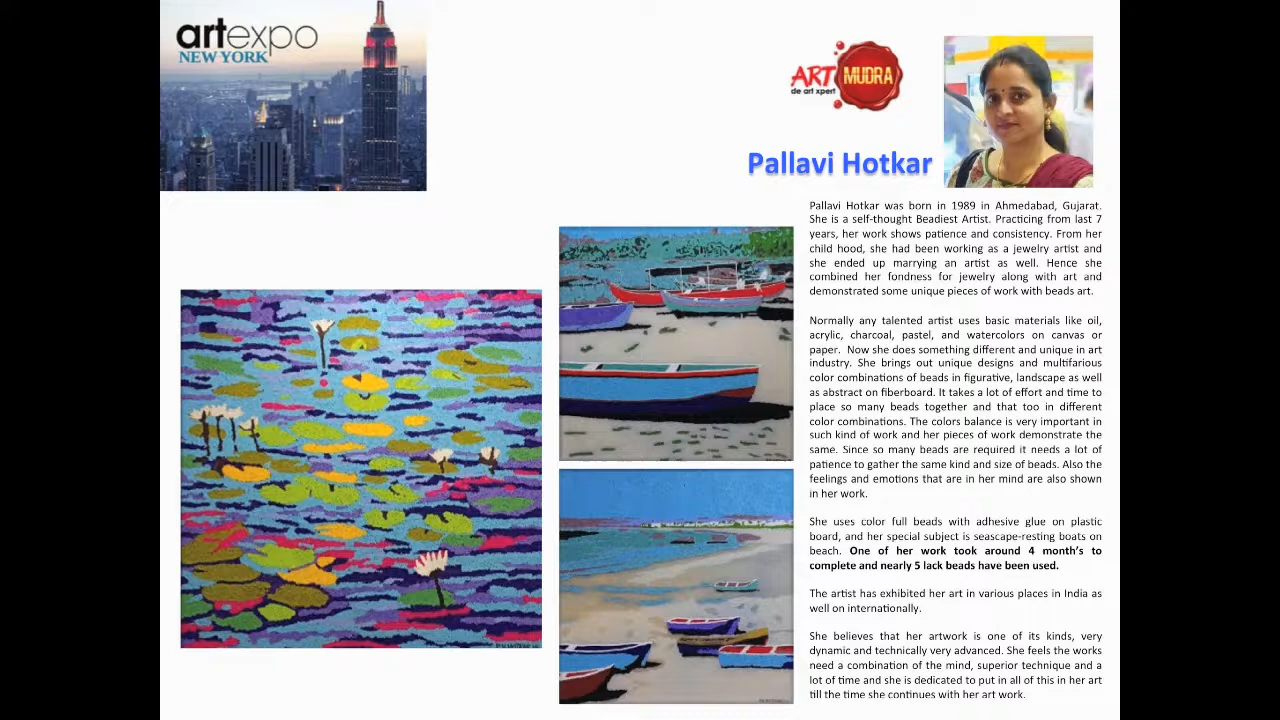 artexpo
NEW YORK
ART MUDRA
de art xpert
Pallavi Hotkar
Pallavi Hotkar was born in 1989 in Ahmedabad, Gujarat.
She is a self-thought Beadiest Artist. Practicing from last 7
years, her work shows patience and consistency. From her
child hood, she had been working as a jewelry artist and
she ended up marrying an artist as well. Hence she
combined her fondness for jewelry along with art and
demonstrated some unique pieces of work with beads art.
Normally any talented artist uses basic materials like oil,
acrylic, charcoal, pastel, and watercolors on canvas or
paper. Now she does something different and unique in art
industry. She brings out unique designs and multifarious
color combinations of beads in figurative, landscape as well
as abstract on fiberboard. It takes a lot of effort and time to
place so many beads together and that too in different
color combinations. The colors balance is very important in
such kind of work and her pieces of work demonstrate the
same. Since so many beads are required it needs a lot of
patience to gather the same kind and size of beads. Also the
feelings and emotions that are in her mind are also shown
in her work.
She uses color full beads with adhesive glue on plastic
board, and her special subject is seascape-resting boats on
beach. One of her work took around 4 month's to
complete and nearly 5 lack beads have been used.
The artist has exhibited her art in various places in India as
well on internationally.
She believes that her artwork is one of its kinds, very
dynamic and technically very advanced. She feels the works
need a combination of the mind, superior technique and a
lot of time and she is dedicated to put in all of this in her art
till the time she continues with her art work.